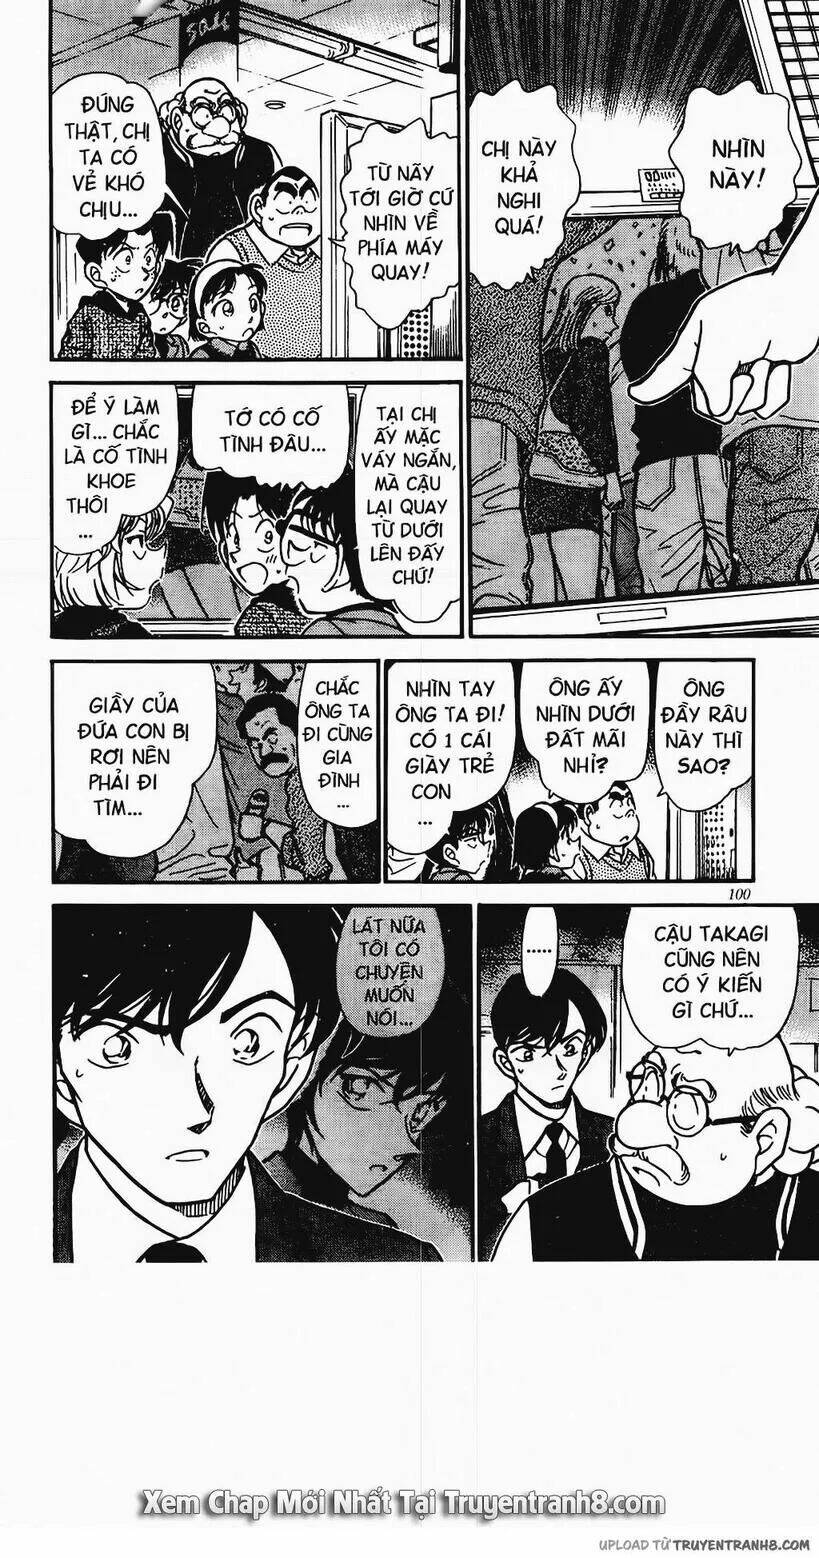 NHÌN
NÀY!
CHỊ NÀY
KHẢ
NGHI
QUÁ!
SALE
TỪ NÃY
TỚI GIỜ CỨ
NHÌN VỀ
PHÍA MÁY
QUAY!
ĐÚNG
THẬT, CHỊ
TA CÓ
VẺ KHÓ
CHỊU...
TẠI CHỊ
ẤY MẶC
VÁY NGẮN,
MÀ CẬU
LẠI QUAY
TỪ DƯỚI
LÊN ĐẤY
CHỨ!
TỚ CÓ CỐ
TÌNH ĐÂU...
ĐỂ Ý LÀM
GÌ... CHẮC
LÀ CỐ TÌNH
KHOE
THÔI
...
ÔNG
ĐẦY RÂU
NÀY THÌ
SAO?
ÔNG ẤY
NHÌN DƯỚI
ĐẤT MÃI
NHỈ?
NHÌN TAY
ÔNG TA ĐI!
CÓ 1 CÁI
GIÀY TRẺ
CON
...
CHẮC
ÔNG TA
ĐI CÙNG
GIA
ĐÌNH
...
GIẦY CỦA
ĐỨA CON BỊ
RƠI NÊN
PHẢI ĐI
TÌM...
100
CẬU TAKAGI
CŨNG NÊN
CÓ Ý KIẾN
GÌ CHỨ...
......
LÁT NỮA
TÔI CÓ
CHUYỆN
MUỐN
NÓI...
Xem Chap Mới Nhất Tại Truyentranh8.com
UPLOAD TỪ TRUYENTRANH8.COM